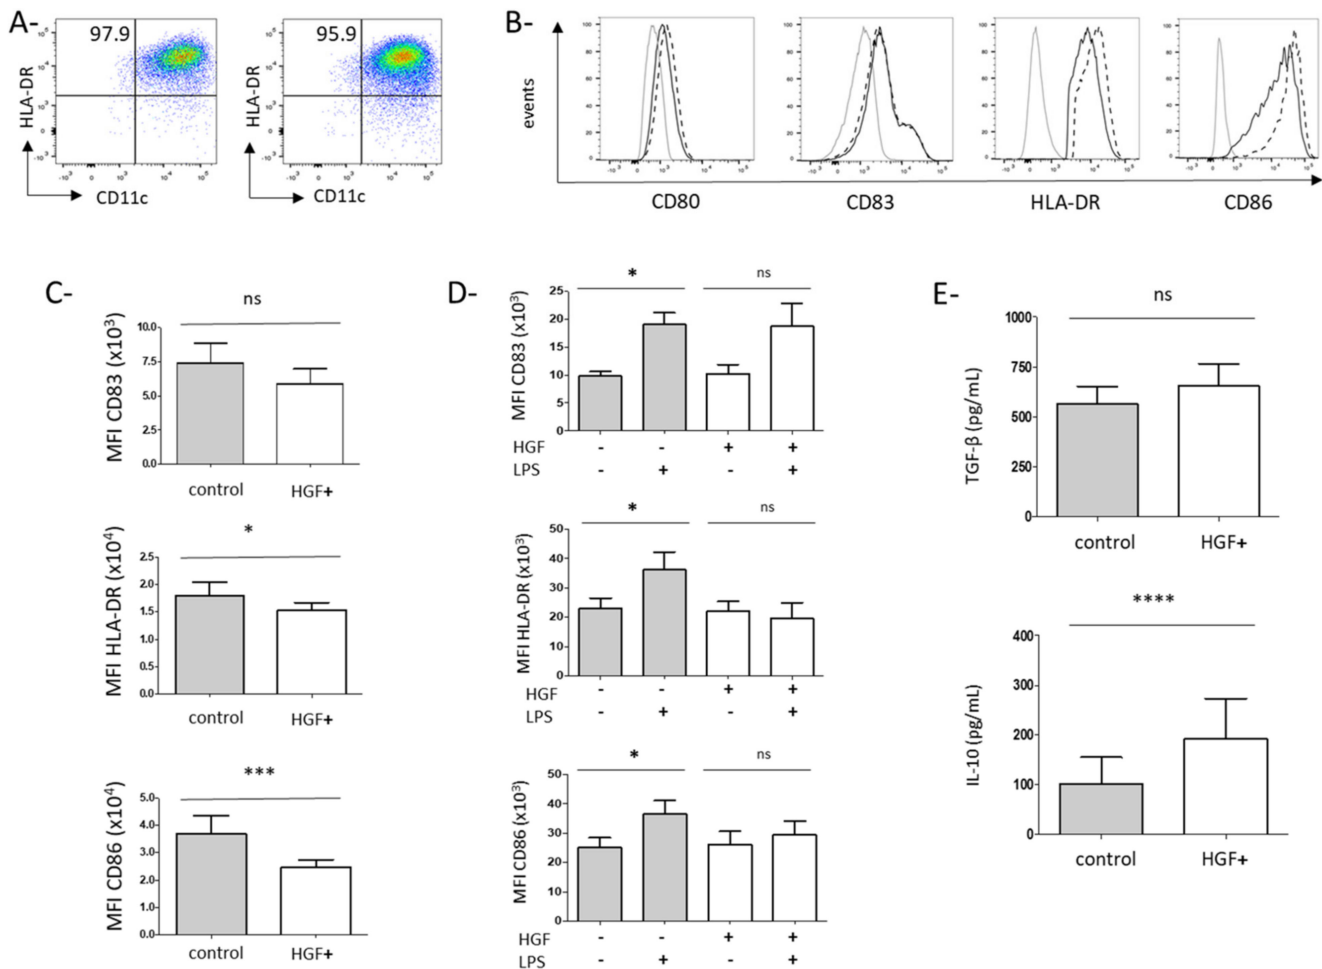 A-
97.9
95.9
HLA-DR
HLA-DR
CD11c
CD11c
B-
events
CD80
CD83
HLA-DR
CD86
C-
ns
MFI CD83 (x10³)
10.0
7.5
5.0
2.5
0.0
control
HGF+
*
MFI HLA-DR (x10⁴)
2.5
2.0
1.5
1.0
0.5
0.0
control
HGF+
***
MFI CD86 (x10⁴)
5.0
4.0
3.0
2.0
1.0
0.0
control
HGF+
D-
* ns
MFI CD83 (x10³)
25
20
15
10
5
0
HGF - - + +
LPS - + - +
* ns
MFI HLA-DR (x10³)
50
40
30
20
10
0
HGF - - + +
LPS - + - +
* ns
MFI CD86 (x10³)
50
40
30
20
10
0
HGF - - + +
LPS - + - +
E-
ns
TGF-β (pg/mL)
1000
750
500
250
0
control
HGF+
****
IL-10 (pg/mL)
400
300
200
100
0
control
HGF+